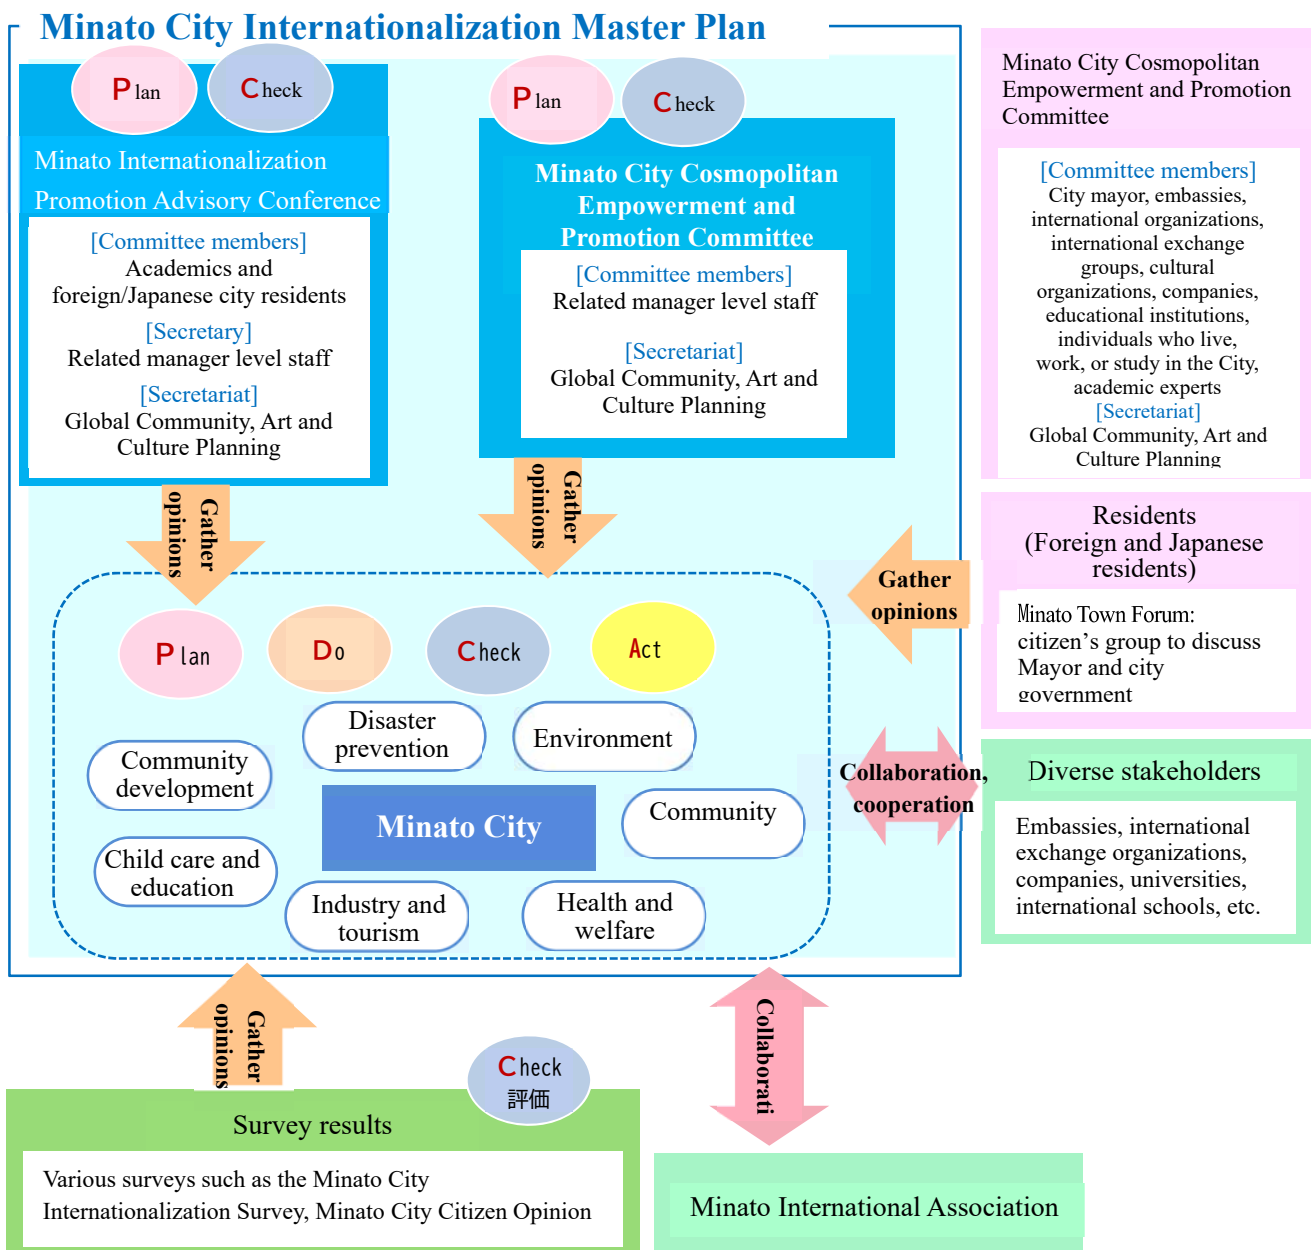 Minato City Internationalization Master Plan
Plan
Check
Minato Internationalization
Promotion Advisory Conference
[Committee members]
Academics and
foreign/Japanese city residents
[Secretary]
Related manager level staff
[Secretariat]
Global Community, Art and
Culture Planning
Plan
Check
Minato City Cosmopolitan
Empowerment and
Promotion Committee
[Committee members]
Related manager level staff
[Secretariat]
Global Community, Art and
Culture Planning
Minato City Cosmopolitan
Empowerment and Promotion
Committee
[Committee members]
City mayor, embassies,
international organizations,
international exchange
groups, cultural
organizations, companies,
educational institutions,
individuals who live,
work, or study in the City,
academic experts
[Secretariat]
Global Community, Art and
Culture Planning
Gather
opinions
Gather
opinions
Gather
opinions
Residents
(Foreign and Japanese
residents)
Minato Town Forum:
citizen's group to discuss
Mayor and city
government
Plan
Do
Check
Act
Disaster
prevention
Environment
Community
development
Minato City
Community
Child care and
education
Industry and
tourism
Health and
welfare
Collaboration,
cooperation
Diverse stakeholders
Embassies, international
exchange organizations,
companies, universities,
international schools, etc.
Gather
opinions
Collaborati
Check
評価
Survey results
Various surveys such as the Minato City
Internationalization Survey, Minato City Citizen Opinion
Minato International Association